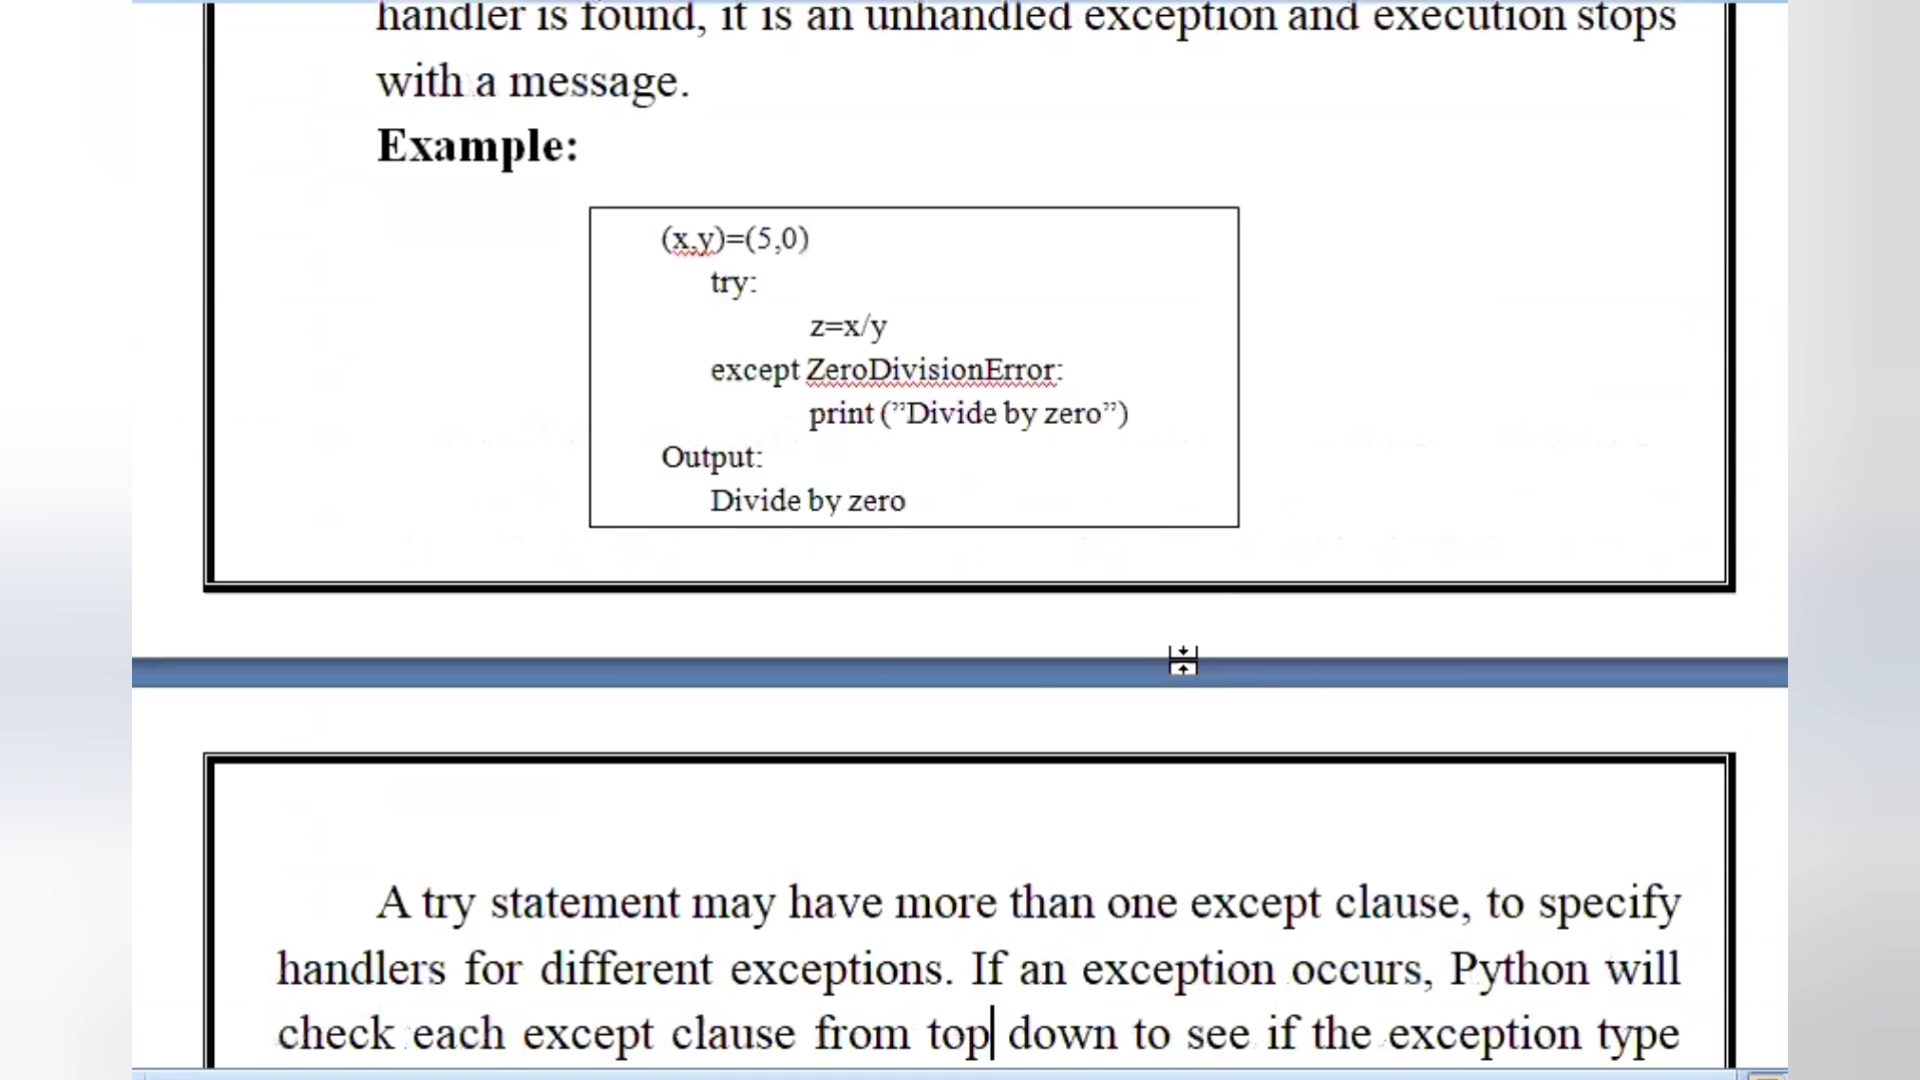 handler is found, it is an unhandled exception and execution stops
with a message.
Example:
(x,y)=(5,0)
try:
z=x/y
except ZeroDivisionError:
print (”Divide by zero”)
Output:
Divide by zero
A try statement may have more than one except clause, to specify
handlers for different exceptions. If an exception occurs, Python will
check each except clause from top down to see if the exception type